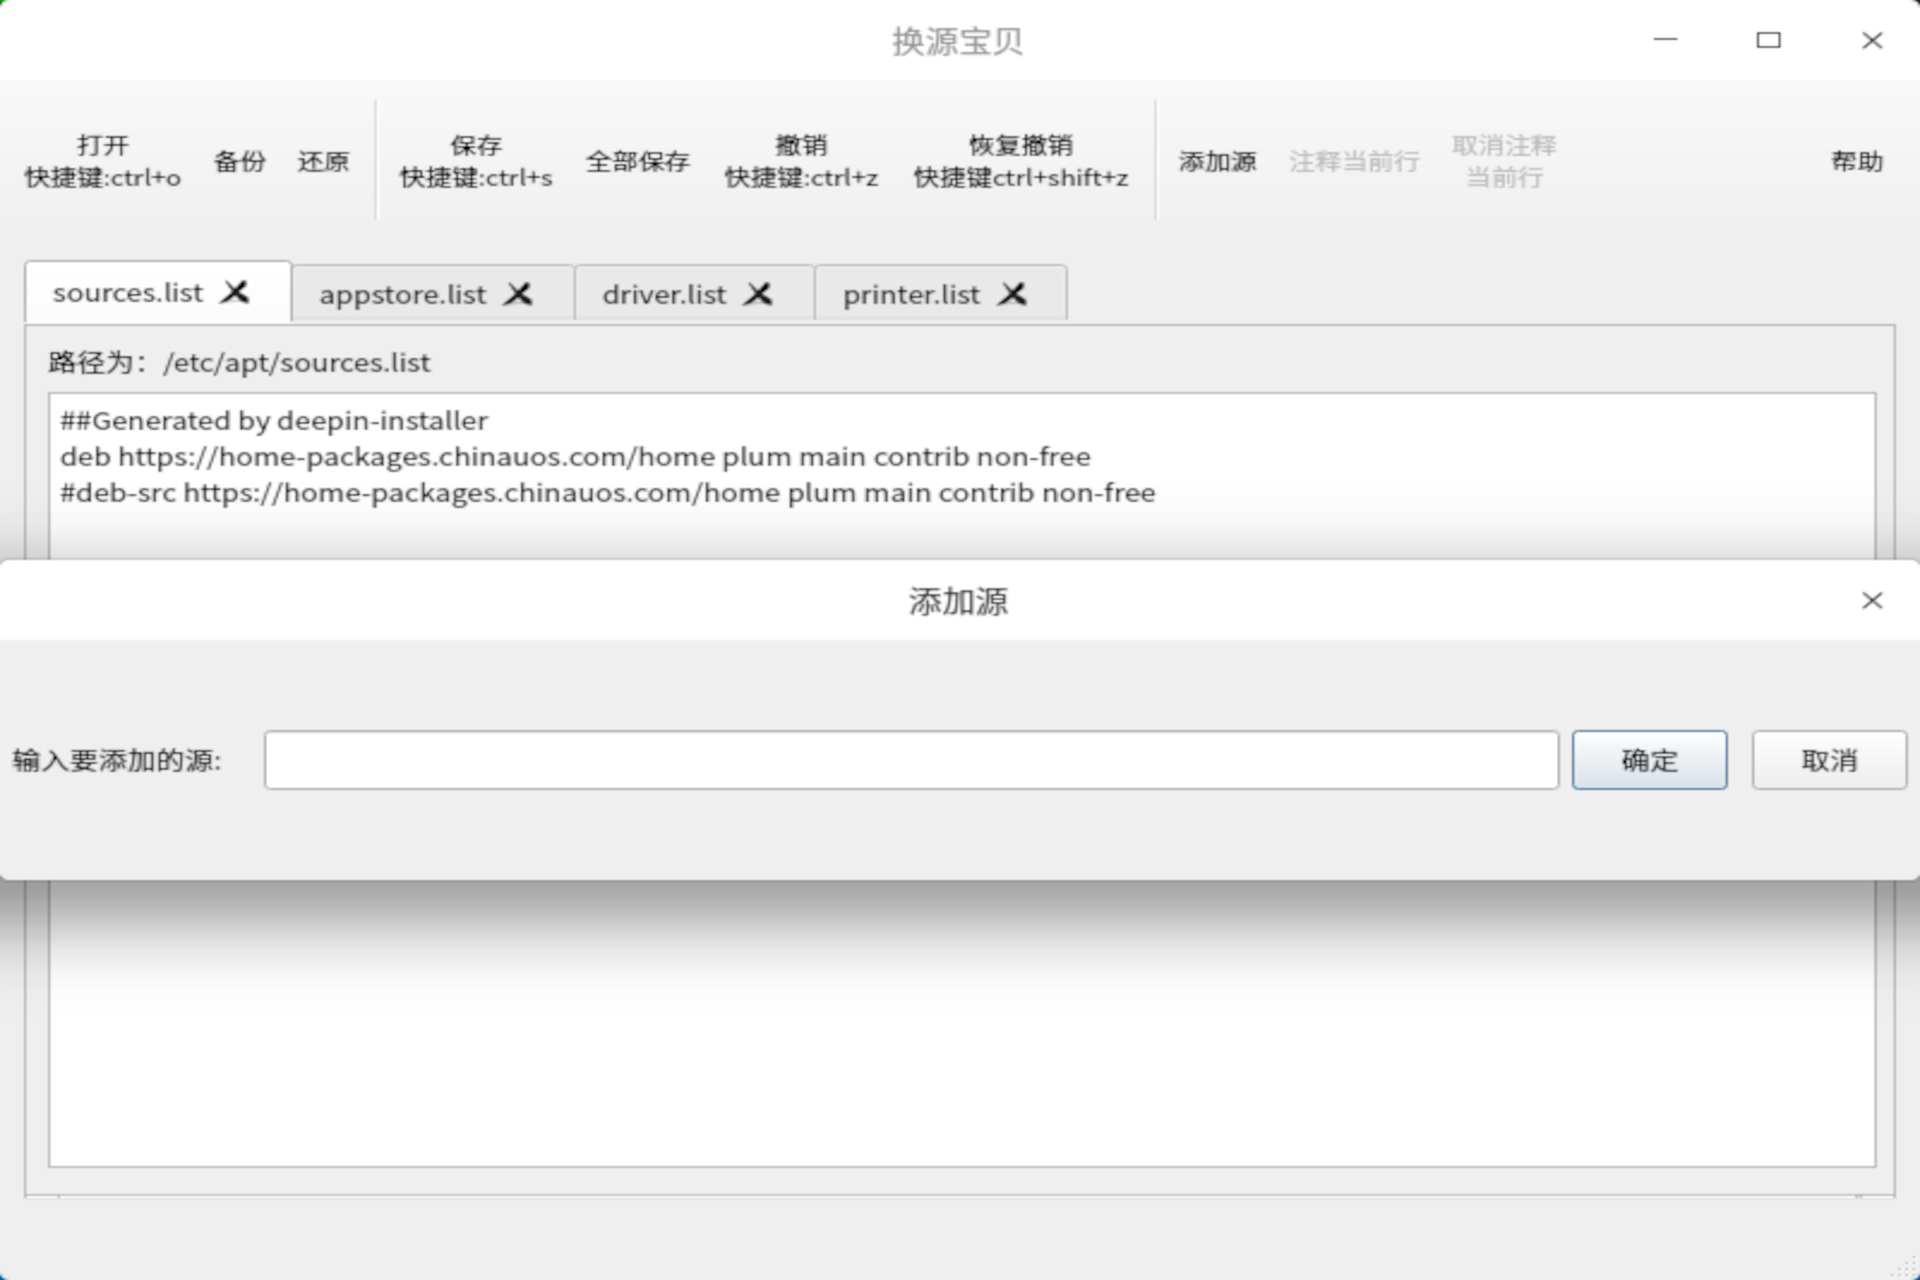 换源宝贝
打开
快捷键:ctrl+o
备份
还原
保存
快捷键:ctrl+s
全部保存
撤销
快捷键:ctrl+z
恢复撤销
快捷键ctrl+shift+z
添加源
注释当前行
取消注释
当前行
帮助
sources.list
appstore.list
driver.list
printer.list
路径为：/etc/apt/sources.list
##Generated by deepin-installer
deb https://home-packages.chinauos.com/home plum main contrib non-free
#deb-src https://home-packages.chinauos.com/home plum main contrib non-free
添加源
输入要添加的源:
确定
取消